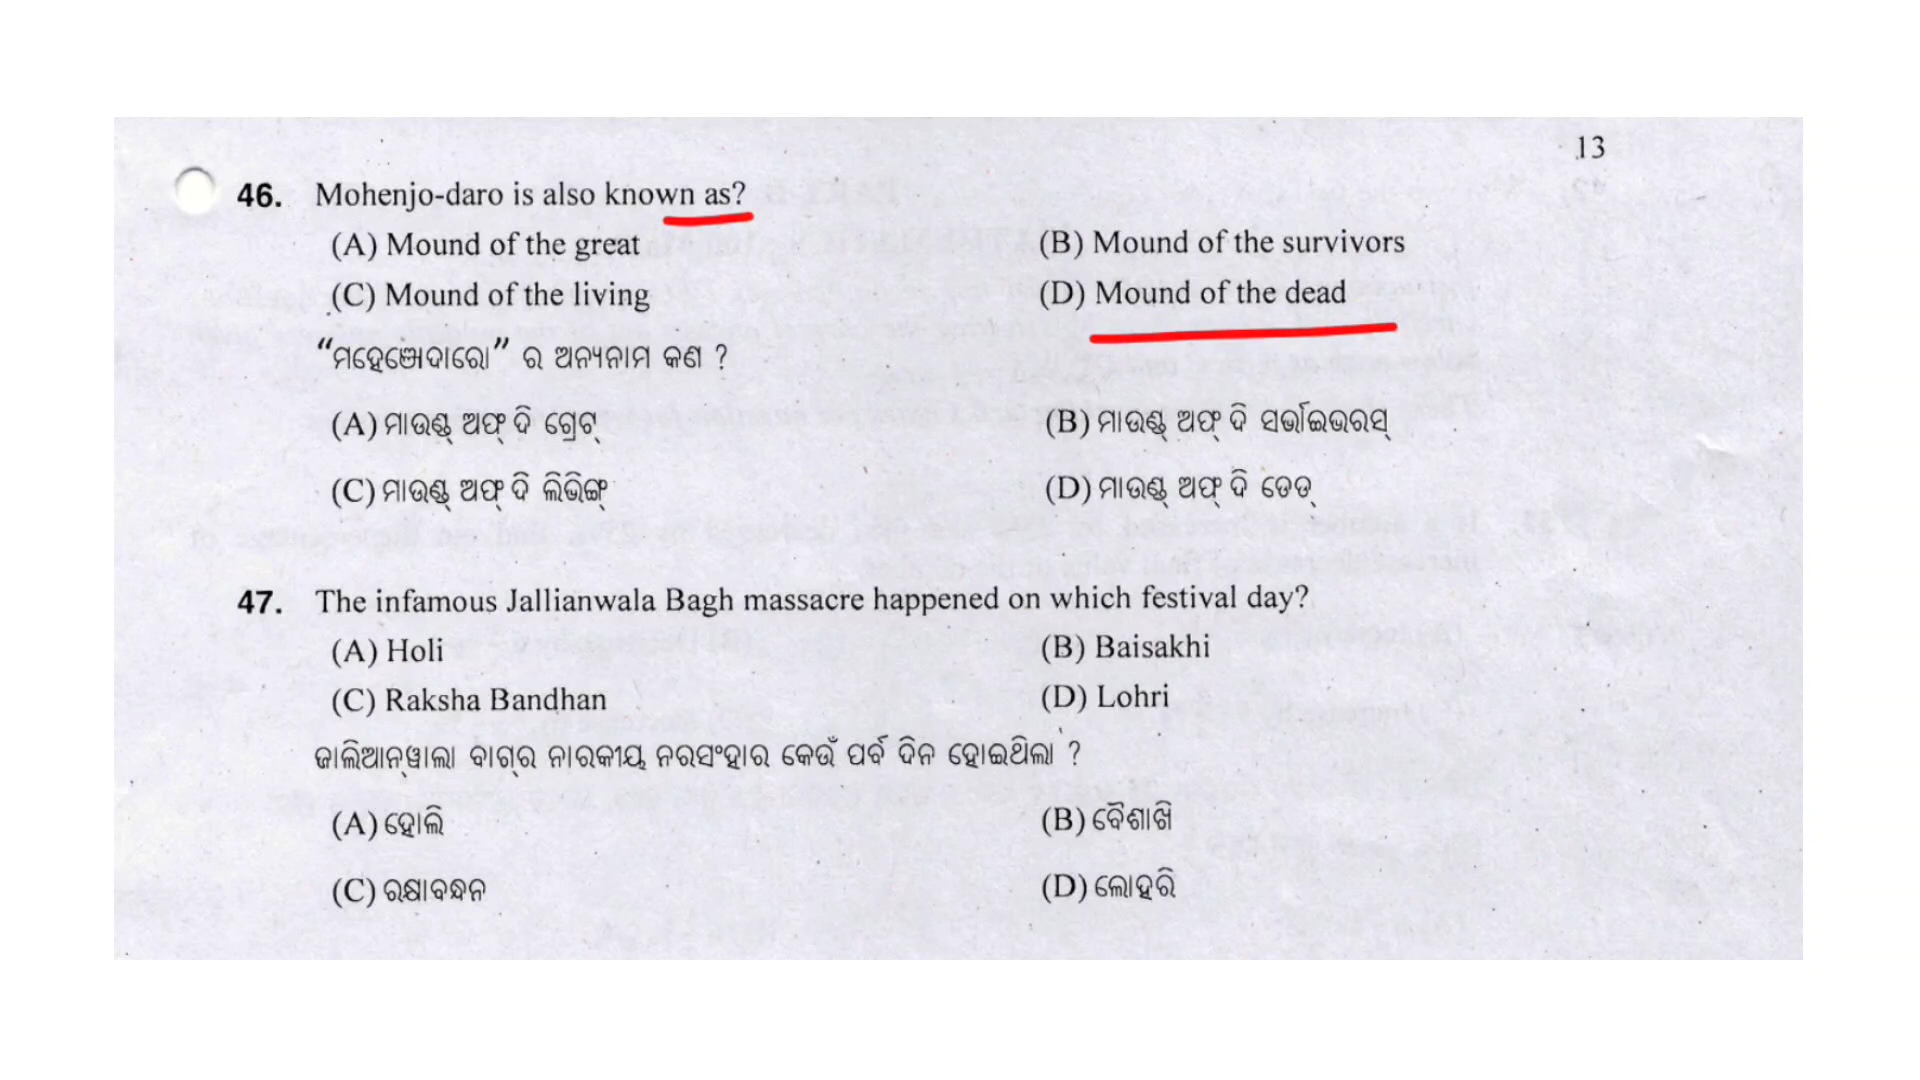 13
46. Mohenjo-daro is also known as?
(A) Mound of the great (B) Mound of the survivors
(C) Mound of the living (D) Mound of the dead
“ମହେଞ୍ଜୋଦାରୋ” ର ଅନ୍ୟନାମ କଣ ?
(A) ମାଉଣ୍ଡ୍ ଅଫ୍ ଦି ଗ୍ରେଟ୍ (B) ମାଉଣ୍ଡ୍ ଅଫ୍ ଦି ସର୍ଭାଇଭରସ୍
(C) ମାଉଣ୍ଡ୍ ଅଫ୍ ଦି ଲିଭିଙ୍ଗ୍ (D) ମାଉଣ୍ଡ୍ ଅଫ୍ ଦି ଡେଡ୍
47. The infamous Jallianwala Bagh massacre happened on which festival day?
(A) Holi (B) Baisakhi
(C) Raksha Bandhan (D) Lohri
ଜାଲିଆନ୍ୱାଲା ବାଗ୍‌ର ନାରକୀୟ ନରସଂହାର କେଉଁ ପର୍ବ ଦିନ ହୋଇଥିଲା ?
(A) ହୋଲି (B) ବୈଶାଖି
(C) ରକ୍ଷାବନ୍ଧନ (D) ଲୋହରି